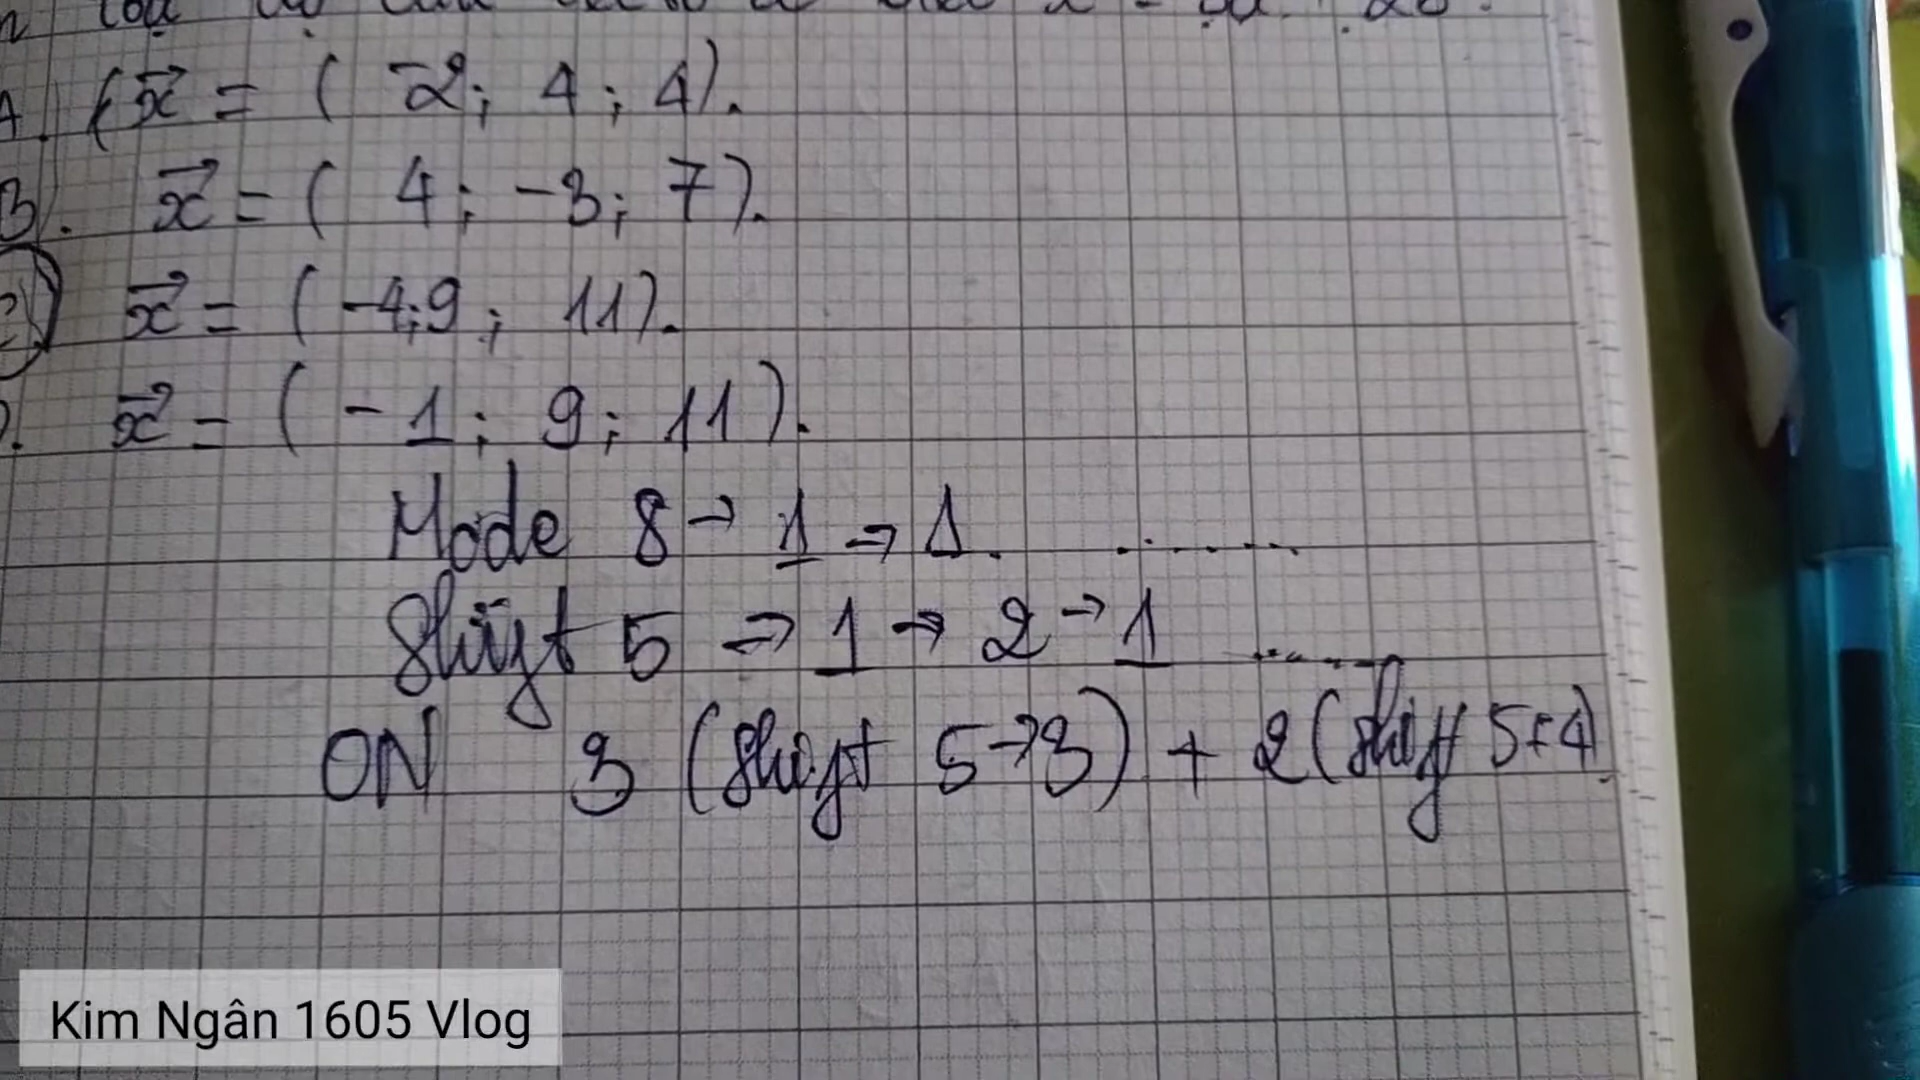 A. (x⃗ = ( -2; 4; 4).
B. x⃗ = ( 4; -3; 7).
x⃗ = ( -4;9; 11).
x⃗ = ( -1; 9; 11).
Mode 8 → 1 ⇒ 1. .......
Shift 5 ⇒ 1 → 2 → 1 .......
ON 3 (Shift 5→3) + 2(Shift 5+4)
Kim Ngân 1605 Vlog